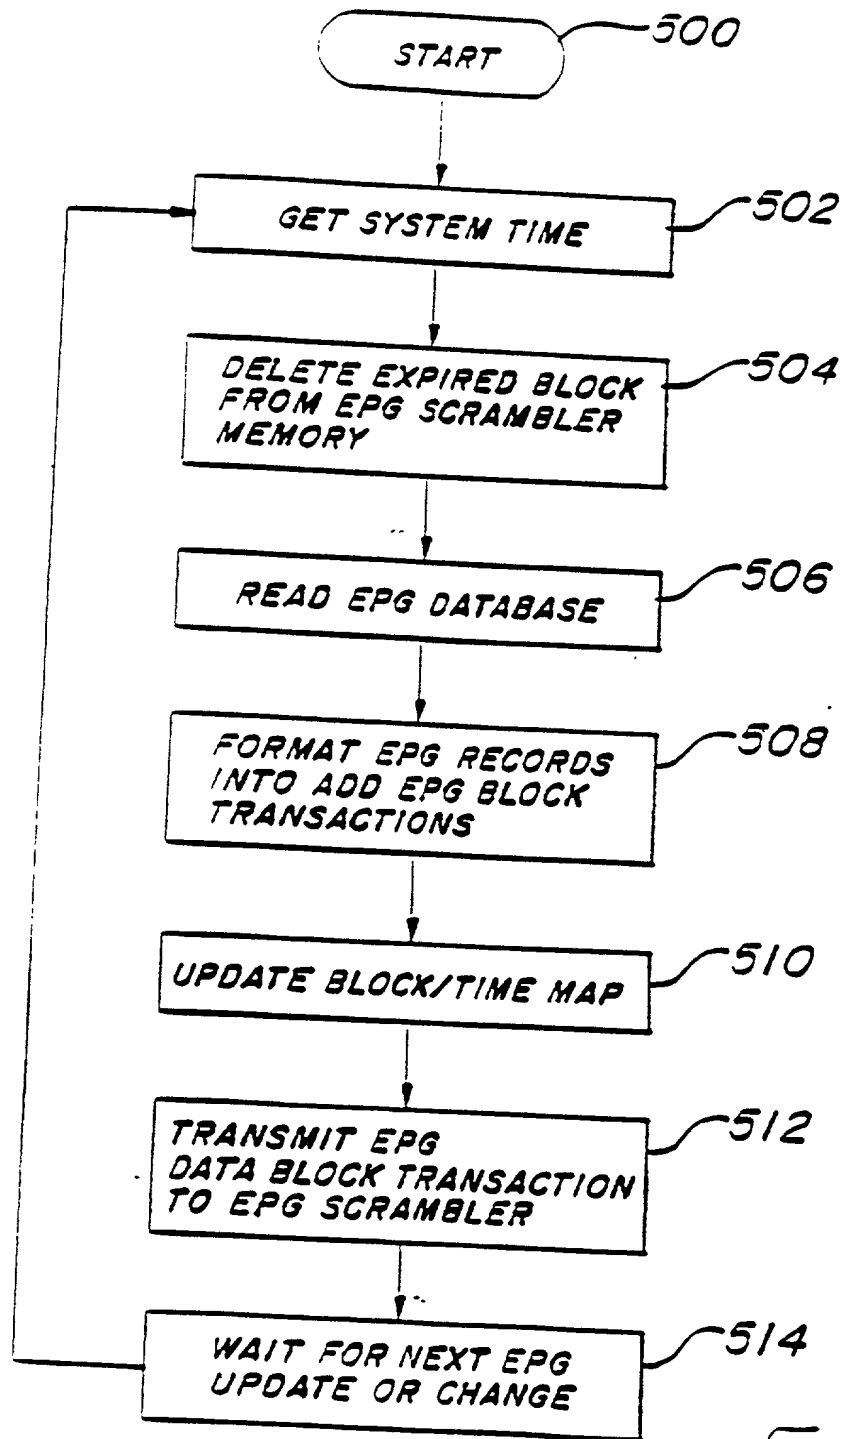 START
500
GET SYSTEM TIME
502
DELETE EXPIRED BLOCK
FROM EPG SCRAMBLER
MEMORY
504
READ EPG DATABASE
506
FORMAT EPG RECORDS
INTO ADD EPG BLOCK
TRANSACTIONS
508
UPDATE BLOCK/TIME MAP
510
TRANSMIT EPG
DATA BLOCK TRANSACTION
TO EPG SCRAMBLER
512
WAIT FOR NEXT EPG
UPDATE OR CHANGE
514